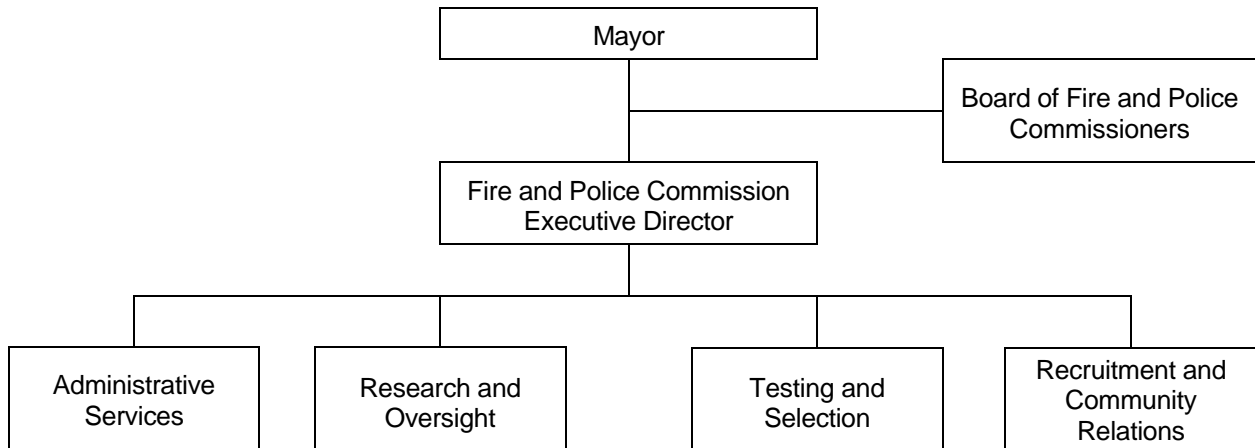 Mayor
Board of Fire and Police
Commissioners
Fire and Police Commission
Executive Director
Administrative
Services
Research and
Oversight
Testing and
Selection
Recruitment and
Community
Relations